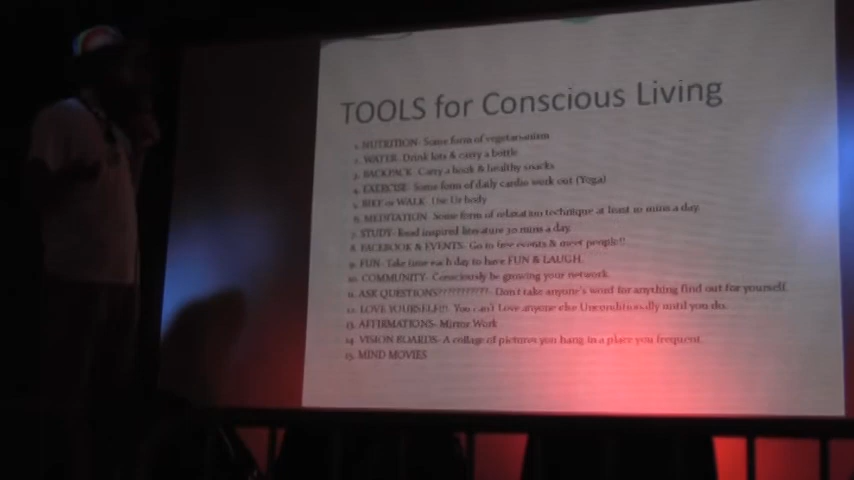 TOOLS for Conscious Living
1. NUTRITION- Some form of vegetarianism
2. WATER- Drink lots & carry a bottle
3. BACKPACK- Carry a book & healthy snacks
4. EXERCISE- Some form of daily cardio work out (Yoga)
5. BIKE or WALK- Use Ur body
6. MEDITATION- Some form of relaxation technique at least 10 mins a day.
7. STUDY- Read inspired literature 30 mins a day.
8. FACEBOOK & EVENTS- Go to free events & meet people!!
9. FUN- Take time each day to have FUN & LAUGH.
10. COMMUNITY- Consciously be growing your network.
11. ASK QUESTIONS??????????- Don't take anyone's word for anything find out for yourself.
12. LOVE YOURSELF!!! You can't Love anyone else Unconditionally until you do.
13. AFFIRMATIONS- Mirror Work
14. VISION BOARDS- A collage of pictures you hang in a place you frequent.
15. MIND MOVIES